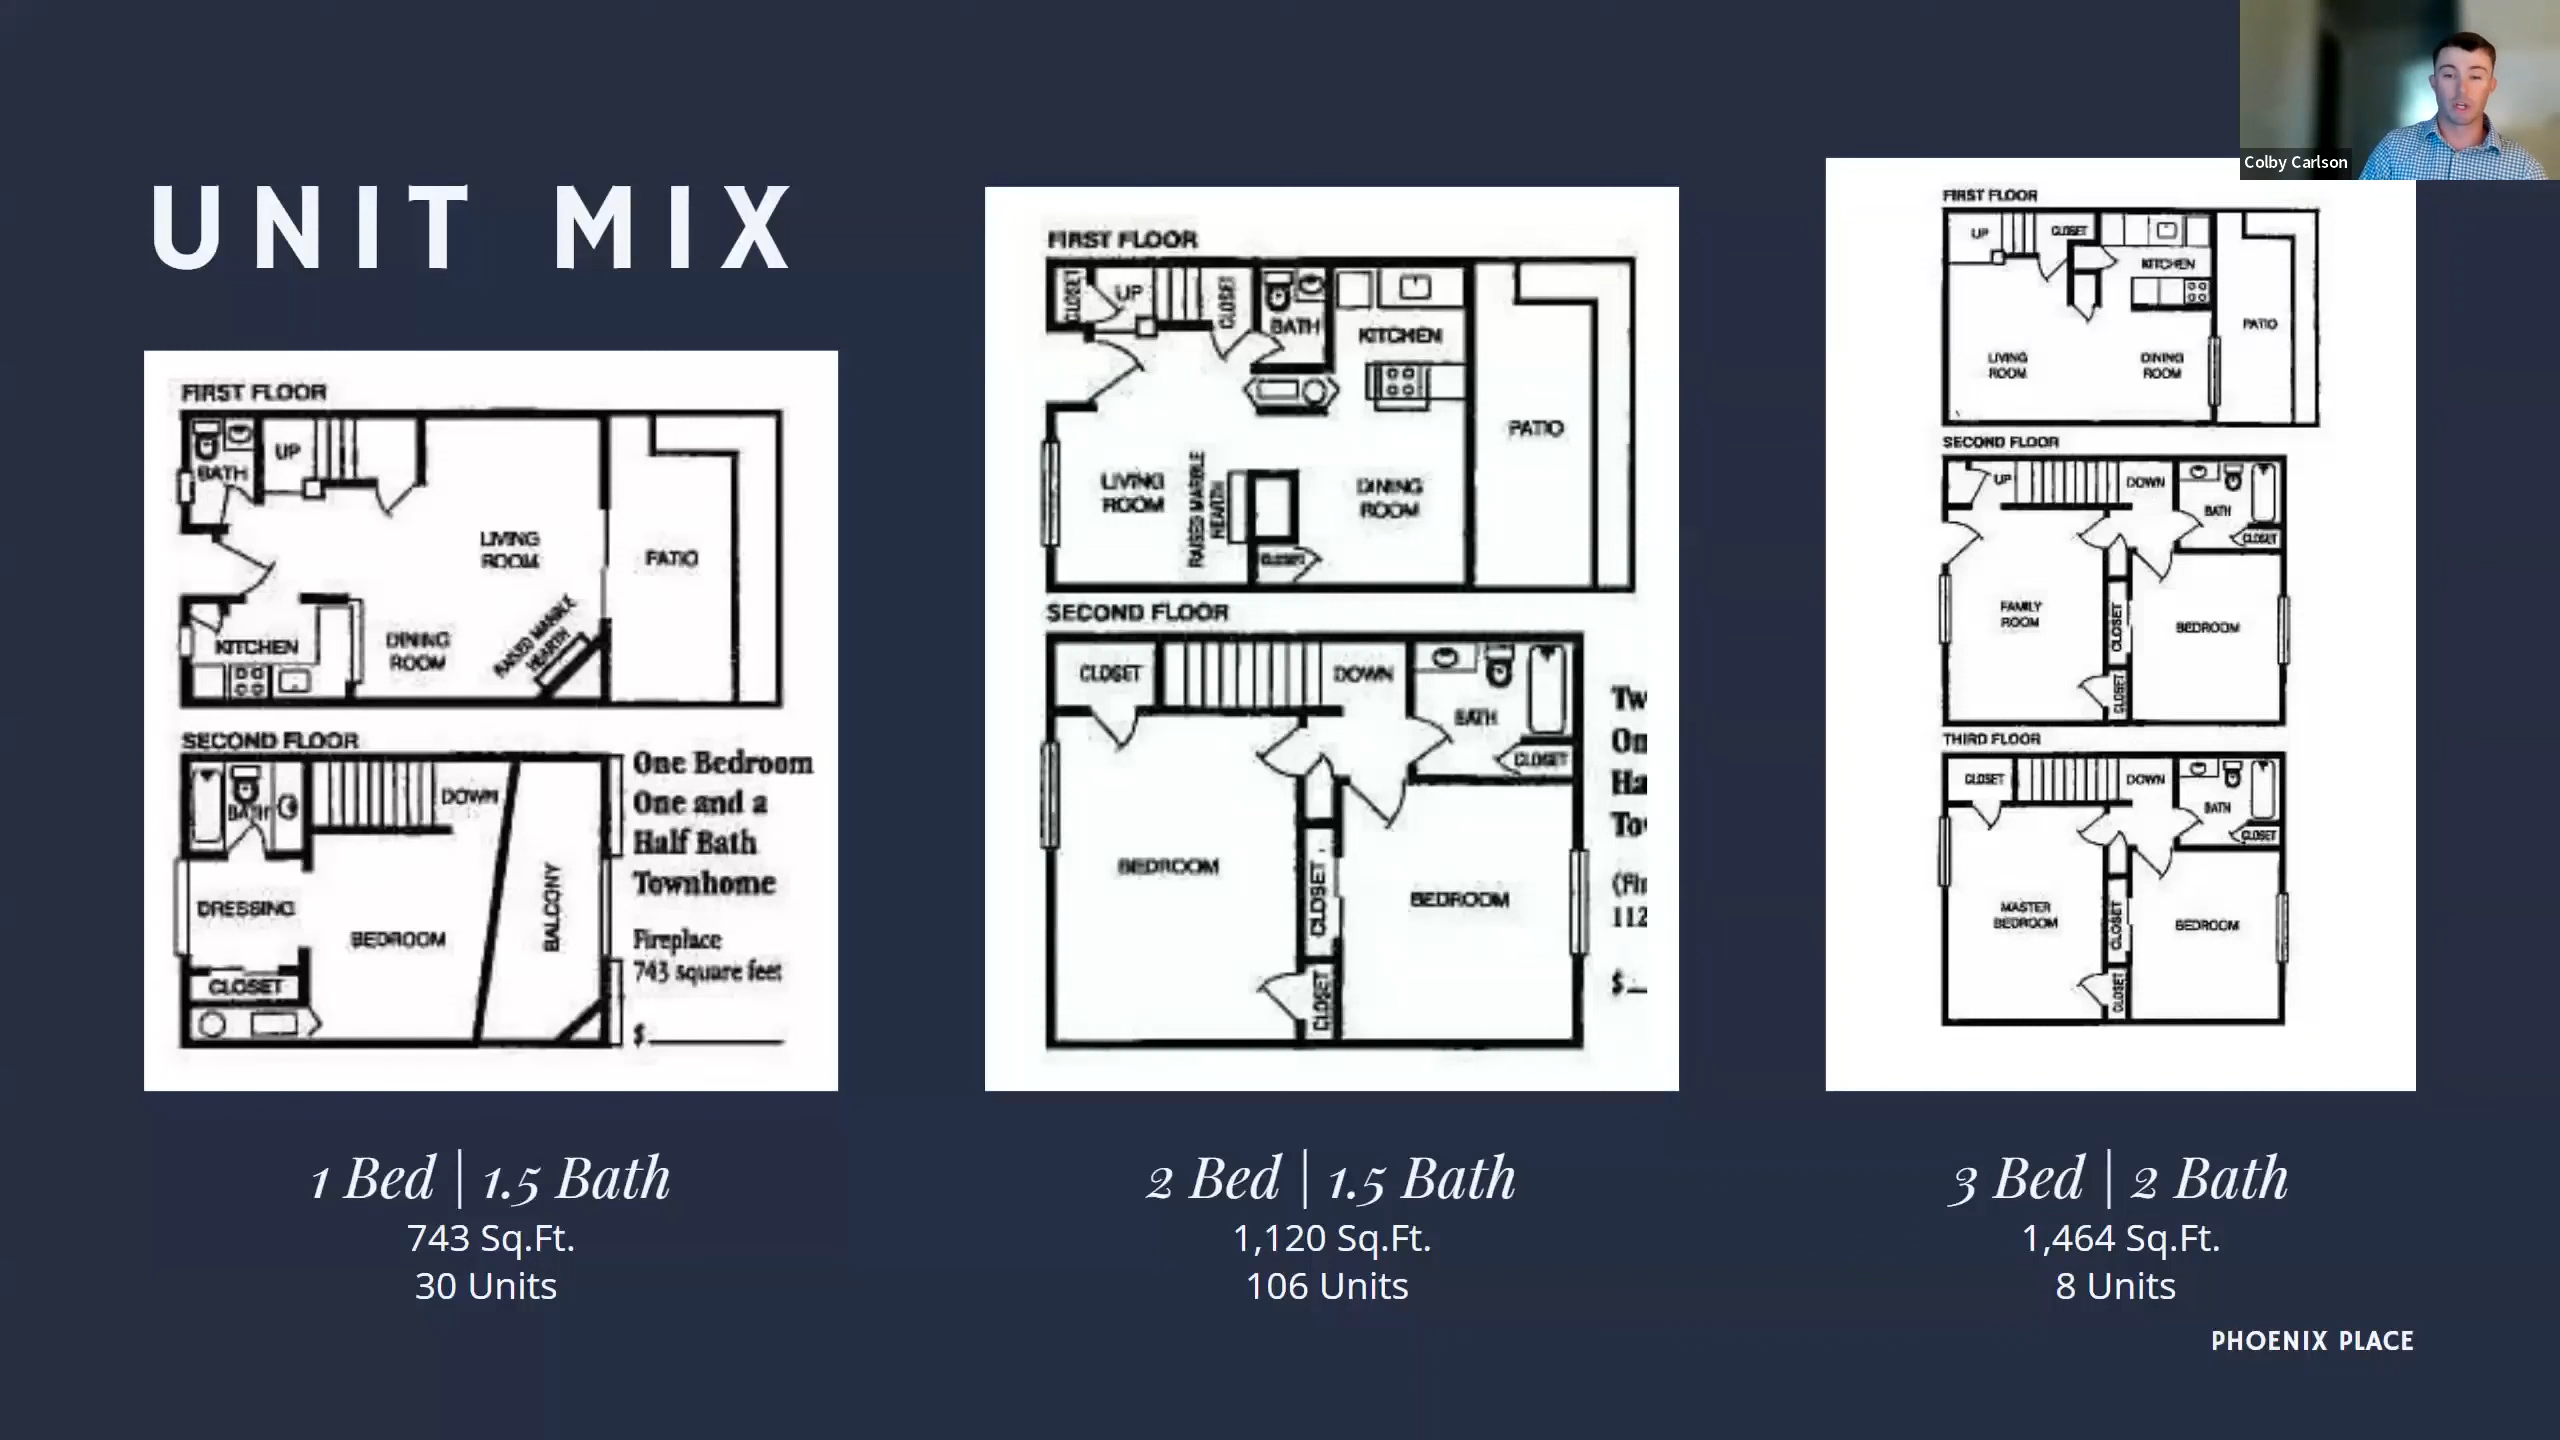 Colby Carlson
UNIT MIX
FIRST FLOOR
BATH
UP
LIVING
ROOM
PATIO
KITCHEN
DINING
ROOM
RAISED MARBLE
HEARTH
SECOND FLOOR
BATH
DOWN
DRESSING
BEDROOM
BALCONY
CLOSET
One Bedroom
One and a
Half Bath
Townhome
Fireplace
743 square feet
$
1 Bed | 1.5 Bath
743 Sq.Ft.
30 Units
FIRST FLOOR
CLOSET
UP
CLOSET
BATH
KITCHEN
PATIO
LIVING
ROOM
RAISED MARBLE
HEARTH
DINING
ROOM
CLOSET
SECOND FLOOR
CLOSET
DOWN
BATH
CLOSET
BEDROOM
CLOSET
BEDROOM
CLOSET
Tw
On
Ha
To
112
$
2 Bed | 1.5 Bath
1,120 Sq.Ft.
106 Units
FIRST FLOOR
UP
CLOSET
KITCHEN
PATIO
LIVING
ROOM
DINING
ROOM
SECOND FLOOR
UP
DOWN
BATH
CLOSET
FAMILY
ROOM
CLOSET
BEDROOM
CLOSET
THIRD FLOOR
CLOSET
DOWN
BATH
CLOSET
MASTER
BEDROOM
CLOSET
BEDROOM
CLOSET
3 Bed | 2 Bath
1,464 Sq.Ft.
8 Units
PHOENIX PLACE